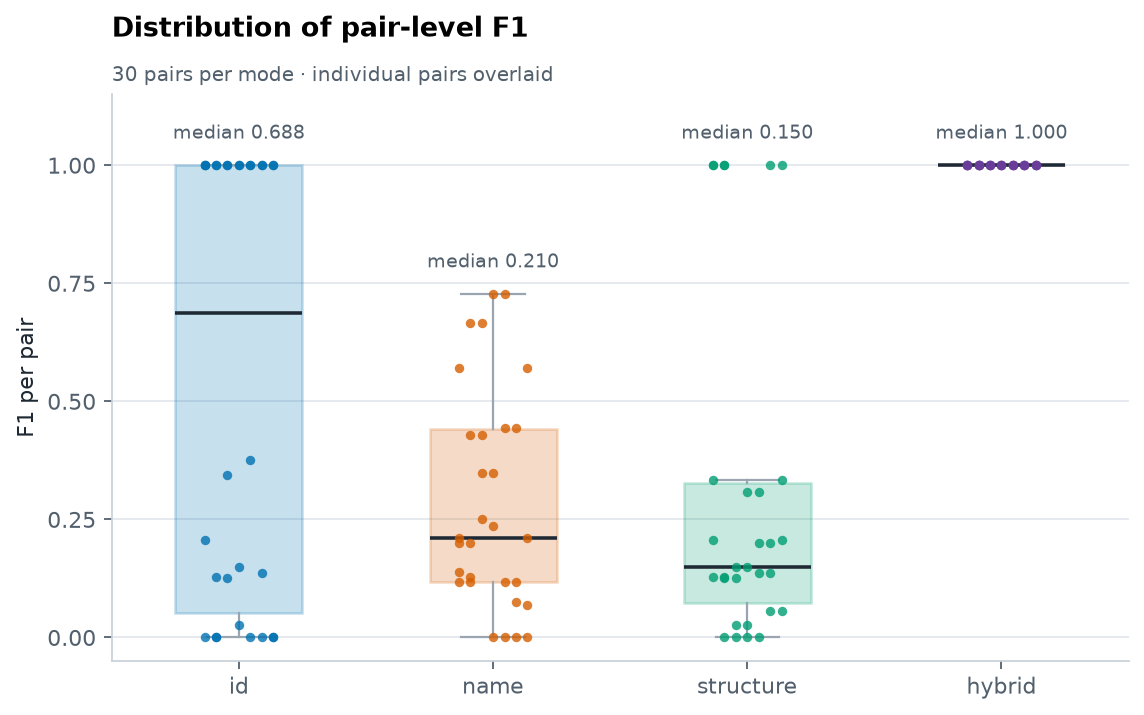 Distribution of pair-level F1
30 pairs per mode · individual pairs overlaid
median 0.688
median 0.150
median 1.000
median 0.210
1.00
0.75
0.50
0.25
0.00
F1 per pair
id
name
structure
hybrid